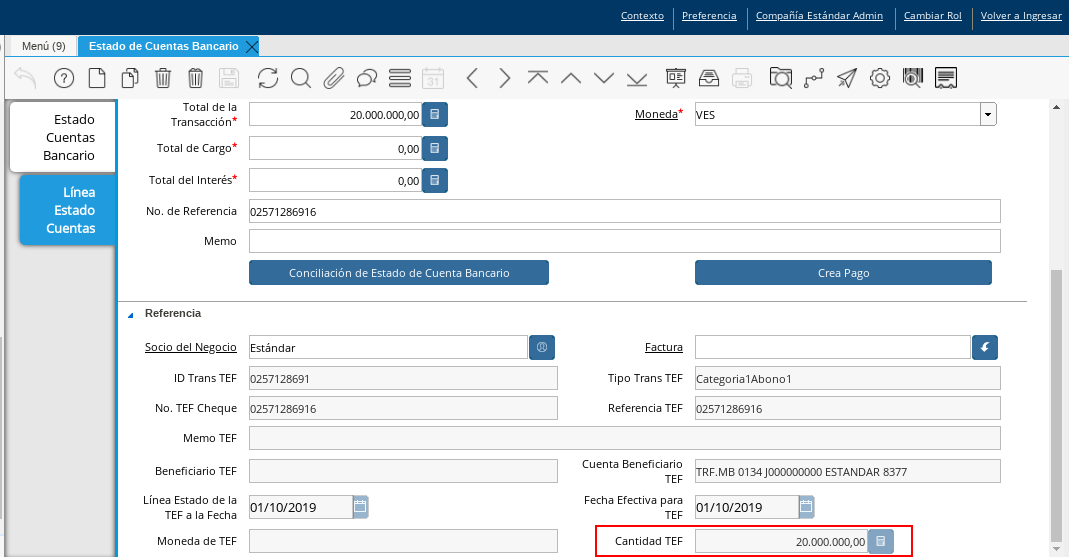 Contexto Preferencia Compañía Estándar Admin Cambiar Rol Volver a Ingresar
Menú (9) Estado de Cuentas Bancario
31
Estado Cuentas Bancario
Línea Estado Cuentas
Total de la Transacción* 20.000.000,00 Moneda* VES
Total de Cargo* 0,00
Total del Interés* 0,00
No. de Referencia 02571286916
Memo
Conciliación de Estado de Cuenta Bancario Crea Pago
Referencia
Socio del Negocio Estándar Factura
ID Trans TEF 0257128691 Tipo Trans TEF Categoria1Abono1
No. TEF Cheque 02571286916 Referencia TEF 02571286916
Memo TEF
Beneficiario TEF Cuenta Beneficiario TEF TRF.MB 0134 J000000000 ESTANDAR 8377
Línea Estado de la TEF a la Fecha 01/10/2019 Fecha Efectiva para TEF 01/10/2019
Moneda de TEF Cantidad TEF 20.000.000,00